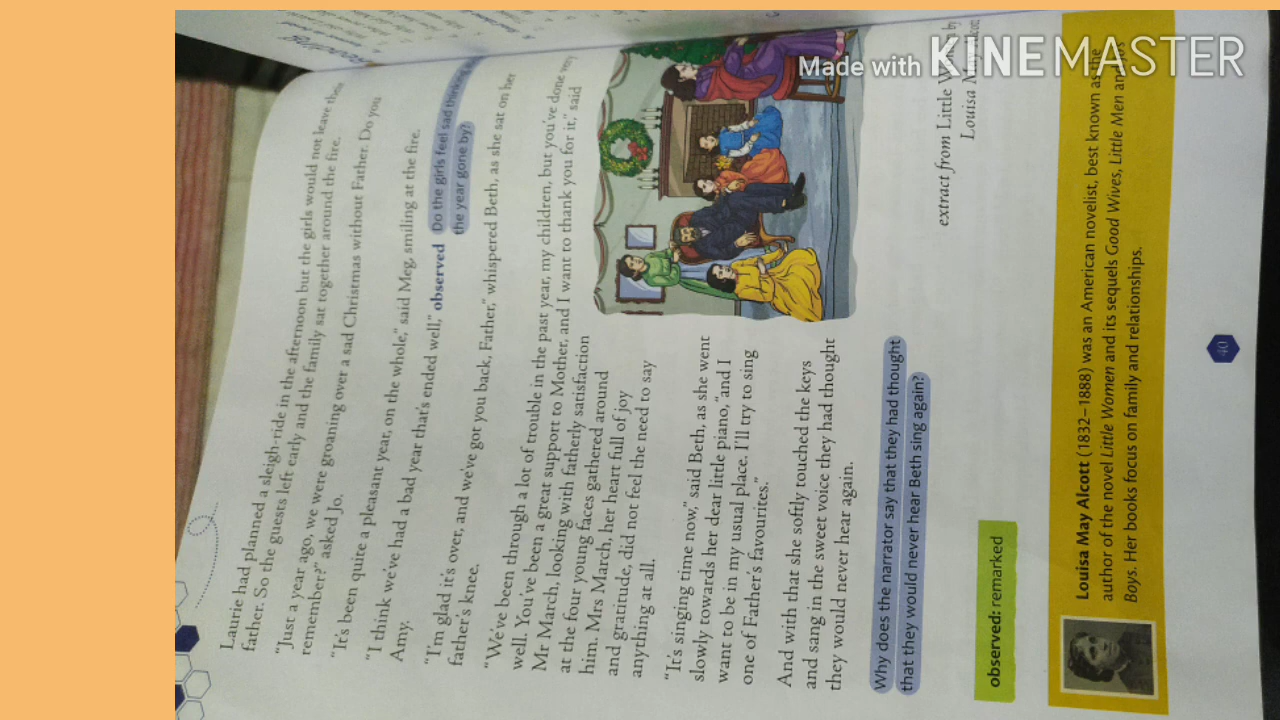 Laurie had planned a sleigh-ride in the afternoon but the girls would not leave their
father. So the guests left early and the family sat together around the fire.
“Just a year ago, we were groaning over a sad Christmas without Father. Do you
remember?” asked Jo.
“It’s been quite a pleasant year, on the whole,” said Meg, smiling at the fire.
“I think we’ve had a bad year that’s ended well,” observed
Amy.
Do the girls feel sad thinking
the year gone by?
“I’m glad it’s over, and we’ve got you back, Father,” whispered Beth, as she sat on her
father’s knee.
“We’ve been through a lot of trouble in the past year, my children, but you’ve done very
well. You’ve been a great support to Mother, and I want to thank you for it,” said
Mr March, looking with fatherly satisfaction
at the four young faces gathered around
him. Mrs March, her heart full of joy
and gratitude, did not feel the need to say
anything at all.
“It’s singing time now,” said Beth, as she went
slowly towards her dear little piano, “and I
want to be in my usual place. I’ll try to sing
one of Father’s favourites.”
And with that she softly touched the keys
and sang in the sweet voice they had thought
they would never hear again.
Why does the narrator say that they had thought
that they would never hear Beth sing again?
extract from Little Women by
Louisa May Alcott
observed: remarked
Louisa May Alcott (1832–1888) was an American novelist, best known as the
author of the novel Little Women and its sequels Good Wives, Little Men and Jo's
Boys. Her books focus on family and relationships.
40
Made with KINEMASTER